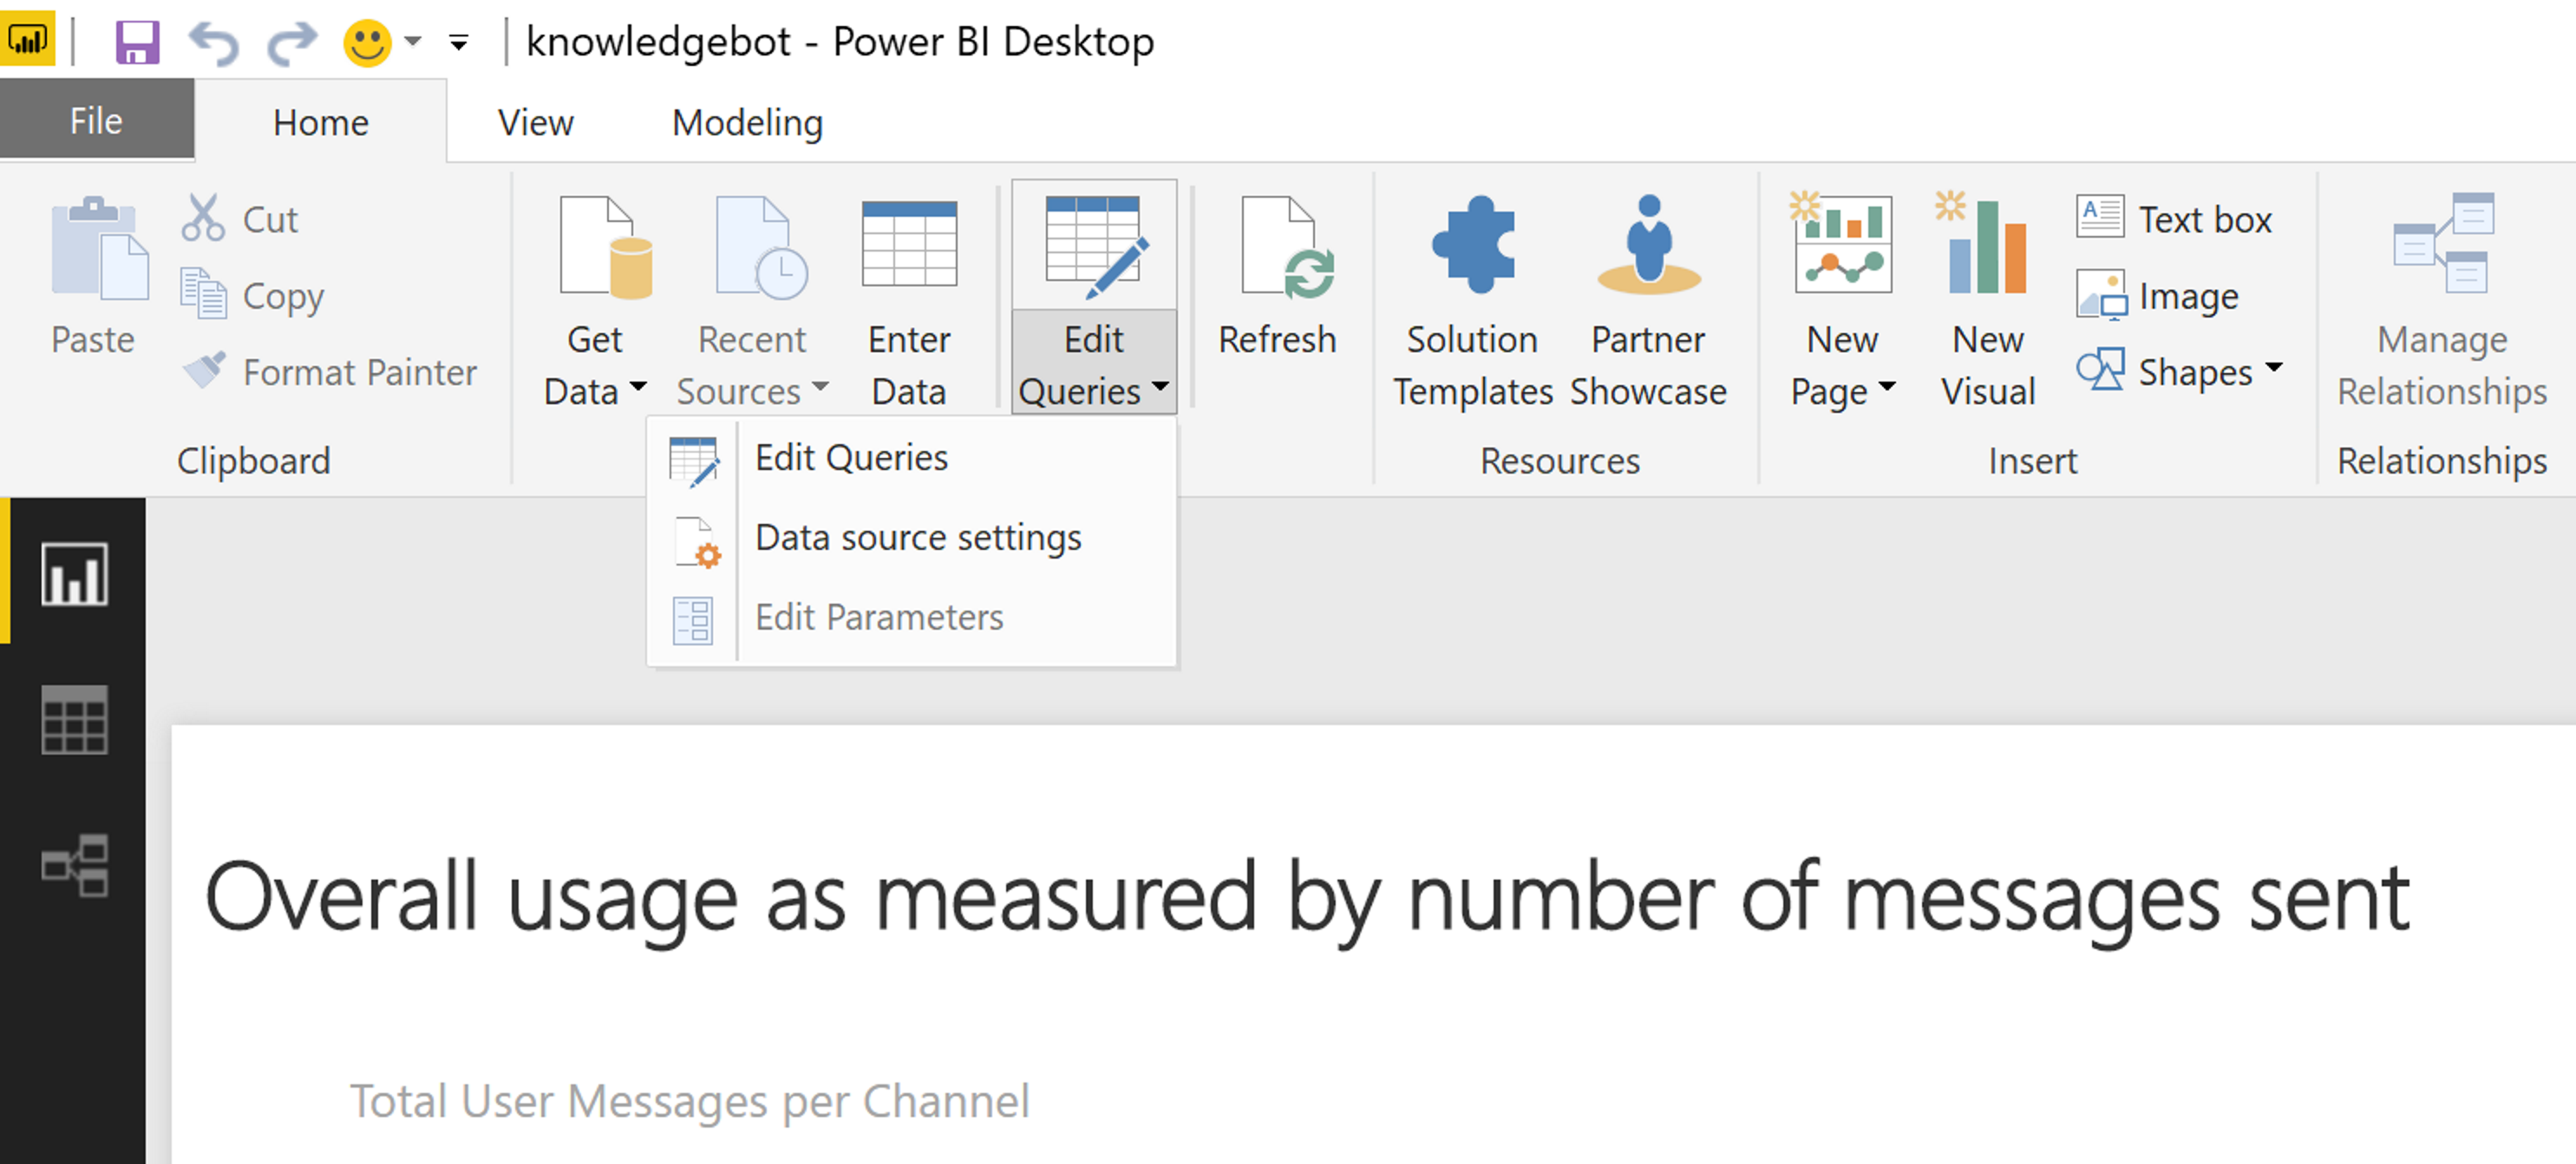 knowledgebot - Power BI Desktop
File
Home
View
Modeling
Paste
Cut
Copy
Format Painter
Clipboard
Get
Data
Recent
Sources
Enter
Data
Edit
Queries
Refresh
Solution
Templates
Partner
Showcase
Resources
New
Page
New
Visual
A
Text box
Image
Shapes
Insert
Manage
Relationships
Relationships
Edit Queries
Data source settings
Edit Parameters
Overall usage as measured by number of messages sent
Total User Messages per Channel